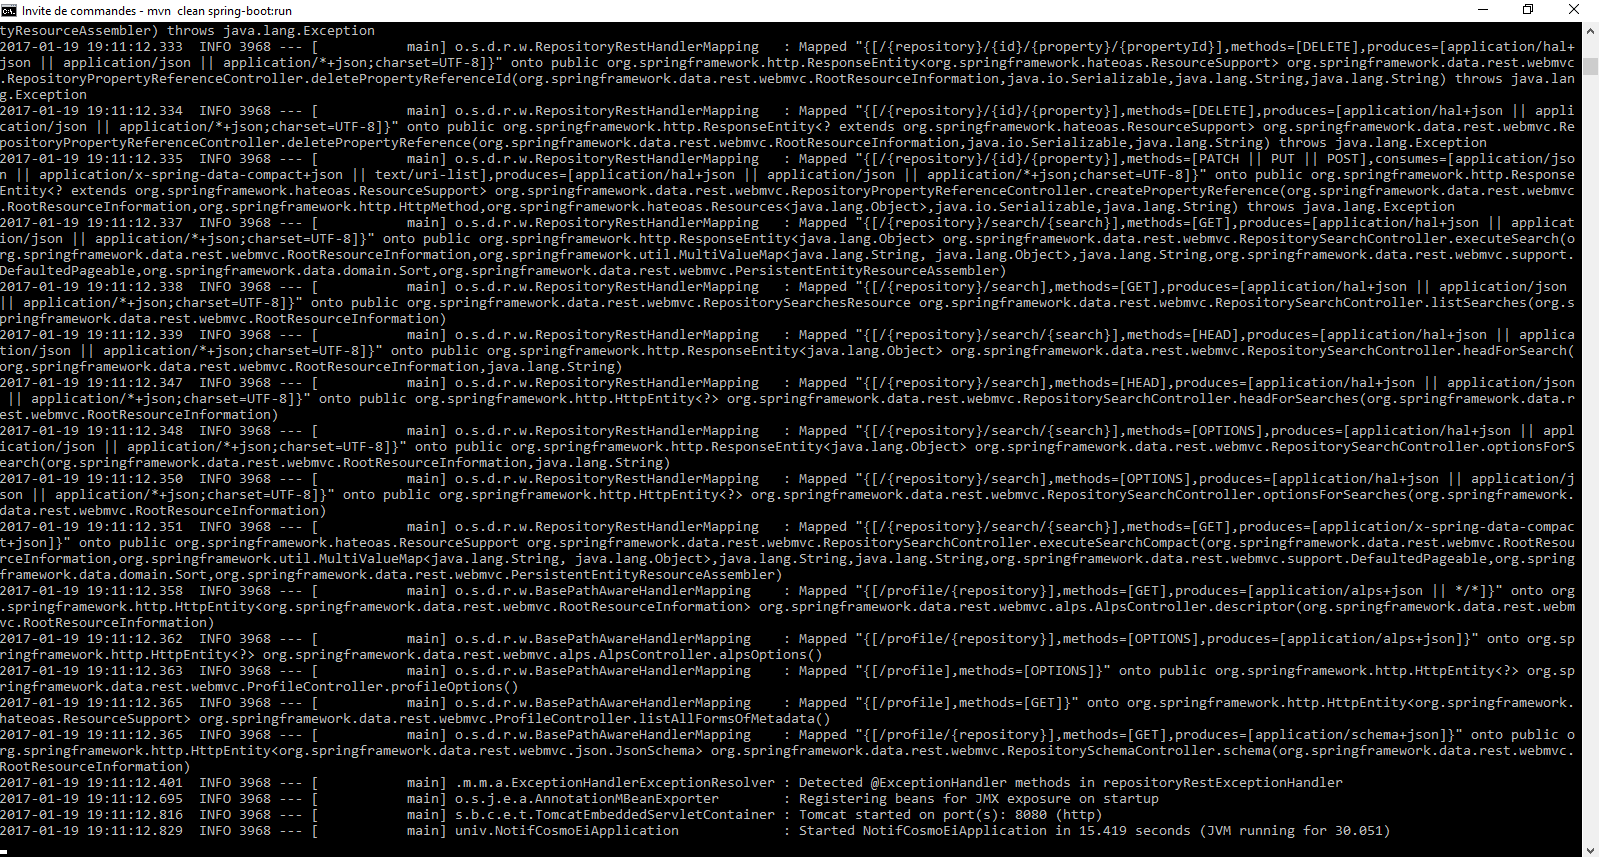 Invite de commandes - mvn  clean spring-boot:run
tyResourceAssembler) throws java.lang.Exception
2017-01-19 19:11:12.333  INFO 3968 --- [           main] o.s.d.r.w.RepositoryRestHandlerMapping   : Mapped "{[/{repository}/{id}/{property}/{propertyId}],methods=[DELETE],produces=[application/hal+
json || application/json || application/*+json;charset=UTF-8]}" onto public org.springframework.http.ResponseEntity<org.springframework.hateoas.ResourceSupport> org.springframework.data.rest.webmvc
.RepositoryPropertyReferenceController.deletePropertyReferenceId(org.springframework.data.rest.webmvc.RootResourceInformation,java.io.Serializable,java.lang.String,java.lang.String) throws java.lan
g.Exception
2017-01-19 19:11:12.334  INFO 3968 --- [           main] o.s.d.r.w.RepositoryRestHandlerMapping   : Mapped "{[/{repository}/{id}/{property}],methods=[DELETE],produces=[application/hal+json || appli
cation/json || application/*+json;charset=UTF-8]}" onto public org.springframework.http.ResponseEntity<? extends org.springframework.hateoas.ResourceSupport> org.springframework.data.rest.webmvc.Re
positoryPropertyReferenceController.deletePropertyReference(org.springframework.data.rest.webmvc.RootResourceInformation,java.io.Serializable,java.lang.String) throws java.lang.Exception
2017-01-19 19:11:12.335  INFO 3968 --- [           main] o.s.d.r.w.RepositoryRestHandlerMapping   : Mapped "{[/{repository}/{id}/{property}],methods=[PATCH || PUT || POST],consumes=[application/jso
n || application/x-spring-data-compact+json || text/uri-list],produces=[application/hal+json || application/json || application/*+json;charset=UTF-8]}" onto public org.springframework.http.Response
Entity<? extends org.springframework.hateoas.ResourceSupport> org.springframework.data.rest.webmvc.RepositoryPropertyReferenceController.createPropertyReference(org.springframework.data.rest.webmvc
.RootResourceInformation,org.springframework.http.HttpMethod,org.springframework.hateoas.Resources<java.lang.Object>,java.io.Serializable,java.lang.String) throws java.lang.Exception
2017-01-19 19:11:12.337  INFO 3968 --- [           main] o.s.d.r.w.RepositoryRestHandlerMapping   : Mapped "{[/{repository}/search/{search}],methods=[GET],produces=[application/hal+json || applicat
ion/json || application/*+json;charset=UTF-8]}" onto public org.springframework.http.ResponseEntity<java.lang.Object> org.springframework.data.rest.webmvc.RepositorySearchController.executeSearch(o
rg.springframework.data.rest.webmvc.RootResourceInformation,org.springframework.util.MultiValueMap<java.lang.String, java.lang.Object>,java.lang.String,org.springframework.data.rest.webmvc.support.
DefaultedPageable,org.springframework.data.domain.Sort,org.springframework.data.rest.webmvc.PersistentEntityResourceAssembler)
2017-01-19 19:11:12.338  INFO 3968 --- [           main] o.s.d.r.w.RepositoryRestHandlerMapping   : Mapped "{[/{repository}/search],methods=[GET],produces=[application/hal+json || application/json
|| application/*+json;charset=UTF-8]}" onto public org.springframework.data.rest.webmvc.RepositorySearchesResource org.springframework.data.rest.webmvc.RepositorySearchController.listSearches(org.s
pringframework.data.rest.webmvc.RootResourceInformation)
2017-01-19 19:11:12.339  INFO 3968 --- [           main] o.s.d.r.w.RepositoryRestHandlerMapping   : Mapped "{[/{repository}/search/{search}],methods=[HEAD],produces=[application/hal+json || applica
tion/json || application/*+json;charset=UTF-8]}" onto public org.springframework.http.ResponseEntity<java.lang.Object> org.springframework.data.rest.webmvc.RepositorySearchController.headForSearch(
org.springframework.data.rest.webmvc.RootResourceInformation,java.lang.String)
2017-01-19 19:11:12.347  INFO 3968 --- [           main] o.s.d.r.w.RepositoryRestHandlerMapping   : Mapped "{[/{repository}/search],methods=[HEAD],produces=[application/hal+json || application/json
 || application/*+json;charset=UTF-8]}" onto public org.springframework.http.HttpEntity<?> org.springframework.data.rest.webmvc.RepositorySearchController.headForSearches(org.springframework.data.r
est.webmvc.RootResourceInformation)
2017-01-19 19:11:12.348  INFO 3968 --- [           main] o.s.d.r.w.RepositoryRestHandlerMapping   : Mapped "{[/{repository}/search/{search}],methods=[OPTIONS],produces=[application/hal+json || appl
ication/json || application/*+json;charset=UTF-8]}" onto public org.springframework.http.ResponseEntity<java.lang.Object> org.springframework.data.rest.webmvc.RepositorySearchController.optionsForS
earch(org.springframework.data.rest.webmvc.RootResourceInformation,java.lang.String)
2017-01-19 19:11:12.350  INFO 3968 --- [           main] o.s.d.r.w.RepositoryRestHandlerMapping   : Mapped "{[/{repository}/search],methods=[OPTIONS],produces=[application/hal+json || application/j
son || application/*+json;charset=UTF-8]}" onto public org.springframework.http.HttpEntity<?> org.springframework.data.rest.webmvc.RepositorySearchController.optionsForSearches(org.springframework.
data.rest.webmvc.RootResourceInformation)
2017-01-19 19:11:12.351  INFO 3968 --- [           main] o.s.d.r.w.RepositoryRestHandlerMapping   : Mapped "{[/{repository}/search/{search}],methods=[GET],produces=[application/x-spring-data-compac
t+json]}" onto public org.springframework.hateoas.ResourceSupport org.springframework.data.rest.webmvc.RepositorySearchController.executeSearchCompact(org.springframework.data.rest.webmvc.RootResou
rceInformation,org.springframework.util.MultiValueMap<java.lang.String, java.lang.Object>,java.lang.String,java.lang.String,org.springframework.data.rest.webmvc.support.DefaultedPageable,org.spring
framework.data.domain.Sort,org.springframework.data.rest.webmvc.PersistentEntityResourceAssembler)
2017-01-19 19:11:12.358  INFO 3968 --- [           main] o.s.d.r.w.BasePathAwareHandlerMapping    : Mapped "{[/profile/{repository}],methods=[GET],produces=[application/alps+json || */*]}" onto org
.springframework.http.HttpEntity<org.springframework.data.rest.webmvc.RootResourceInformation> org.springframework.data.rest.webmvc.alps.AlpsController.descriptor(org.springframework.data.rest.webm
vc.RootResourceInformation)
2017-01-19 19:11:12.362  INFO 3968 --- [           main] o.s.d.r.w.BasePathAwareHandlerMapping    : Mapped "{[/profile/{repository}],methods=[OPTIONS],produces=[application/alps+json]}" onto org.sp
ringframework.http.HttpEntity<?> org.springframework.data.rest.webmvc.alps.AlpsController.alpsOptions()
2017-01-19 19:11:12.363  INFO 3968 --- [           main] o.s.d.r.w.BasePathAwareHandlerMapping    : Mapped "{[/profile],methods=[OPTIONS]}" onto public org.springframework.http.HttpEntity<?> org.sp
ringframework.data.rest.webmvc.ProfileController.profileOptions()
2017-01-19 19:11:12.365  INFO 3968 --- [           main] o.s.d.r.w.BasePathAwareHandlerMapping    : Mapped "{[/profile],methods=[GET]}" onto org.springframework.http.HttpEntity<org.springframework.
hateoas.ResourceSupport> org.springframework.data.rest.webmvc.ProfileController.listAllFormsOfMetadata()
2017-01-19 19:11:12.365  INFO 3968 --- [           main] o.s.d.r.w.BasePathAwareHandlerMapping    : Mapped "{[/profile/{repository}],methods=[GET],produces=[application/schema+json]}" onto public o
rg.springframework.http.HttpEntity<org.springframework.data.rest.webmvc.json.JsonSchema> org.springframework.data.rest.webmvc.RepositorySchemaController.schema(org.springframework.data.rest.webmvc.
RootResourceInformation)
2017-01-19 19:11:12.401  INFO 3968 --- [           main] .m.m.a.ExceptionHandlerExceptionResolver : Detected @ExceptionHandler methods in repositoryRestExceptionHandler
2017-01-19 19:11:12.695  INFO 3968 --- [           main] o.s.j.e.a.AnnotationMBeanExporter        : Registering beans for JMX exposure on startup
2017-01-19 19:11:12.816  INFO 3968 --- [           main] s.b.c.e.t.TomcatEmbeddedServletContainer : Tomcat started on port(s): 8080 (http)
2017-01-19 19:11:12.829  INFO 3968 --- [           main] univ.NotifCosmoEiApplication             : Started NotifCosmoEiApplication in 15.419 seconds (JVM running for 30.051)